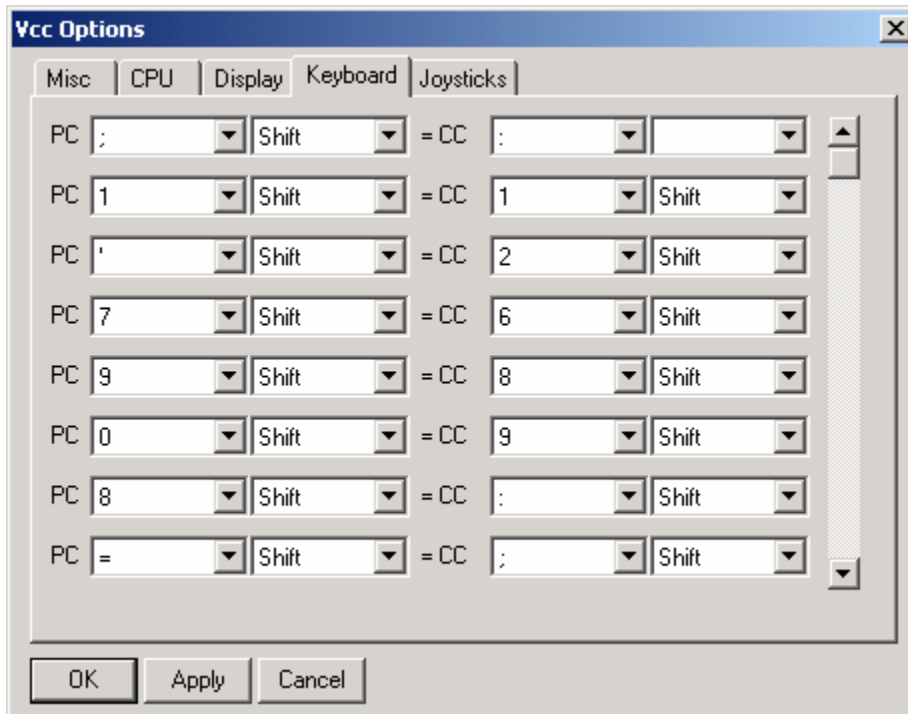 Vcc Options
Misc CPU Display Keyboard Joysticks
PC ; Shift = CC :
PC 1 Shift = CC 1 Shift
PC ' Shift = CC 2 Shift
PC 7 Shift = CC 6 Shift
PC 9 Shift = CC 8 Shift
PC 0 Shift = CC 9 Shift
PC 8 Shift = CC : Shift
PC = Shift = CC ; Shift
OK Apply Cancel